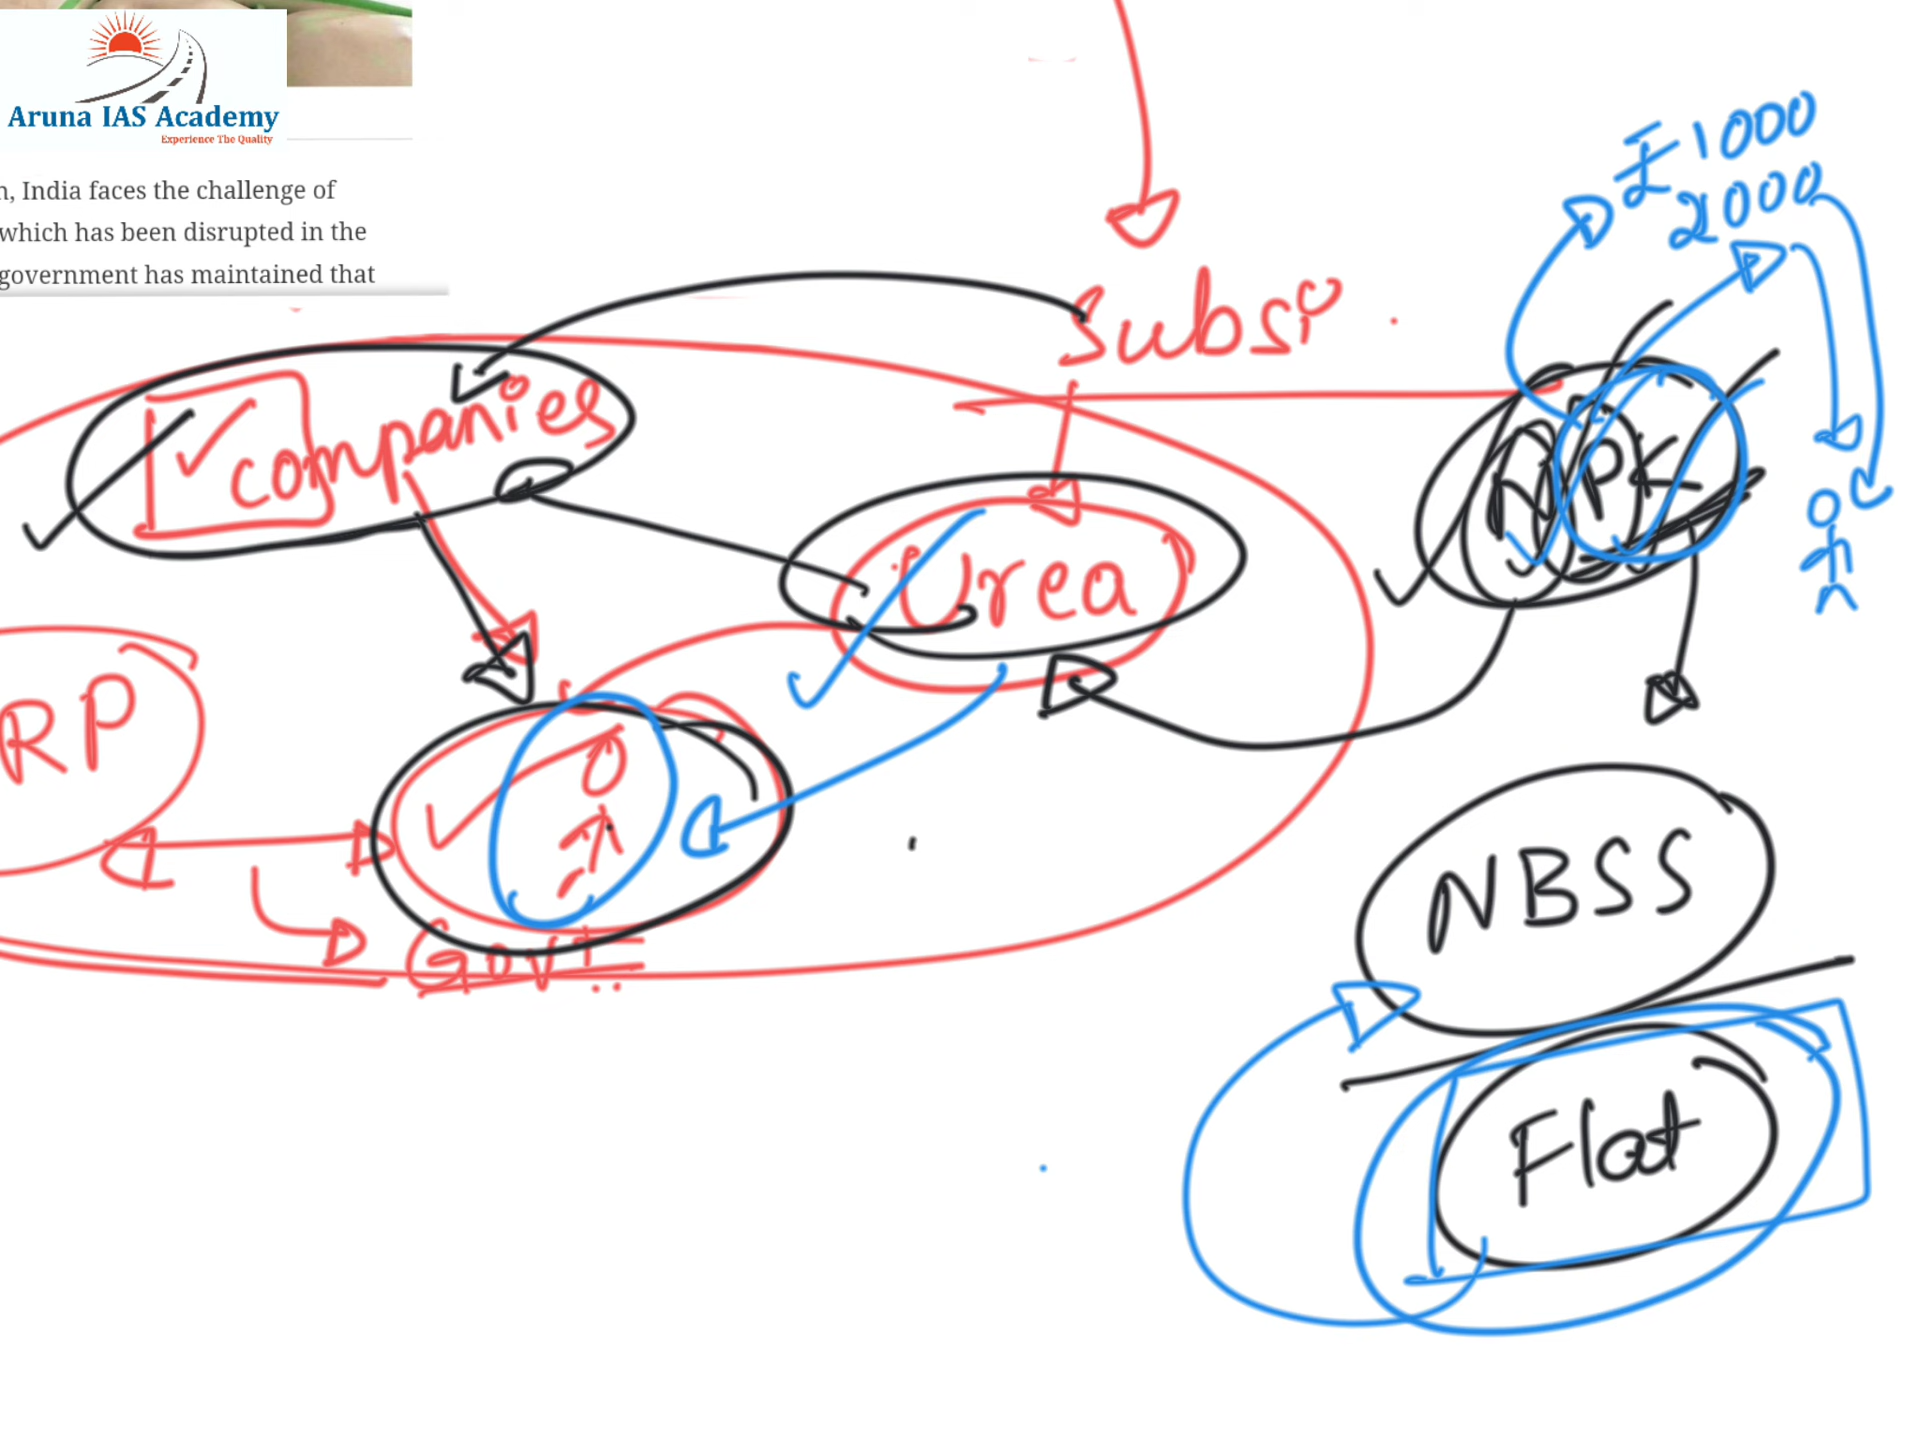 Aruna IAS Academy
Experience The Quality
n, India faces the challenge of
which has been disrupted in the
government has maintained that
₹1000
2000
Subsi
Companies
NPK
Urea
RP
Govt
NBSS
Flat